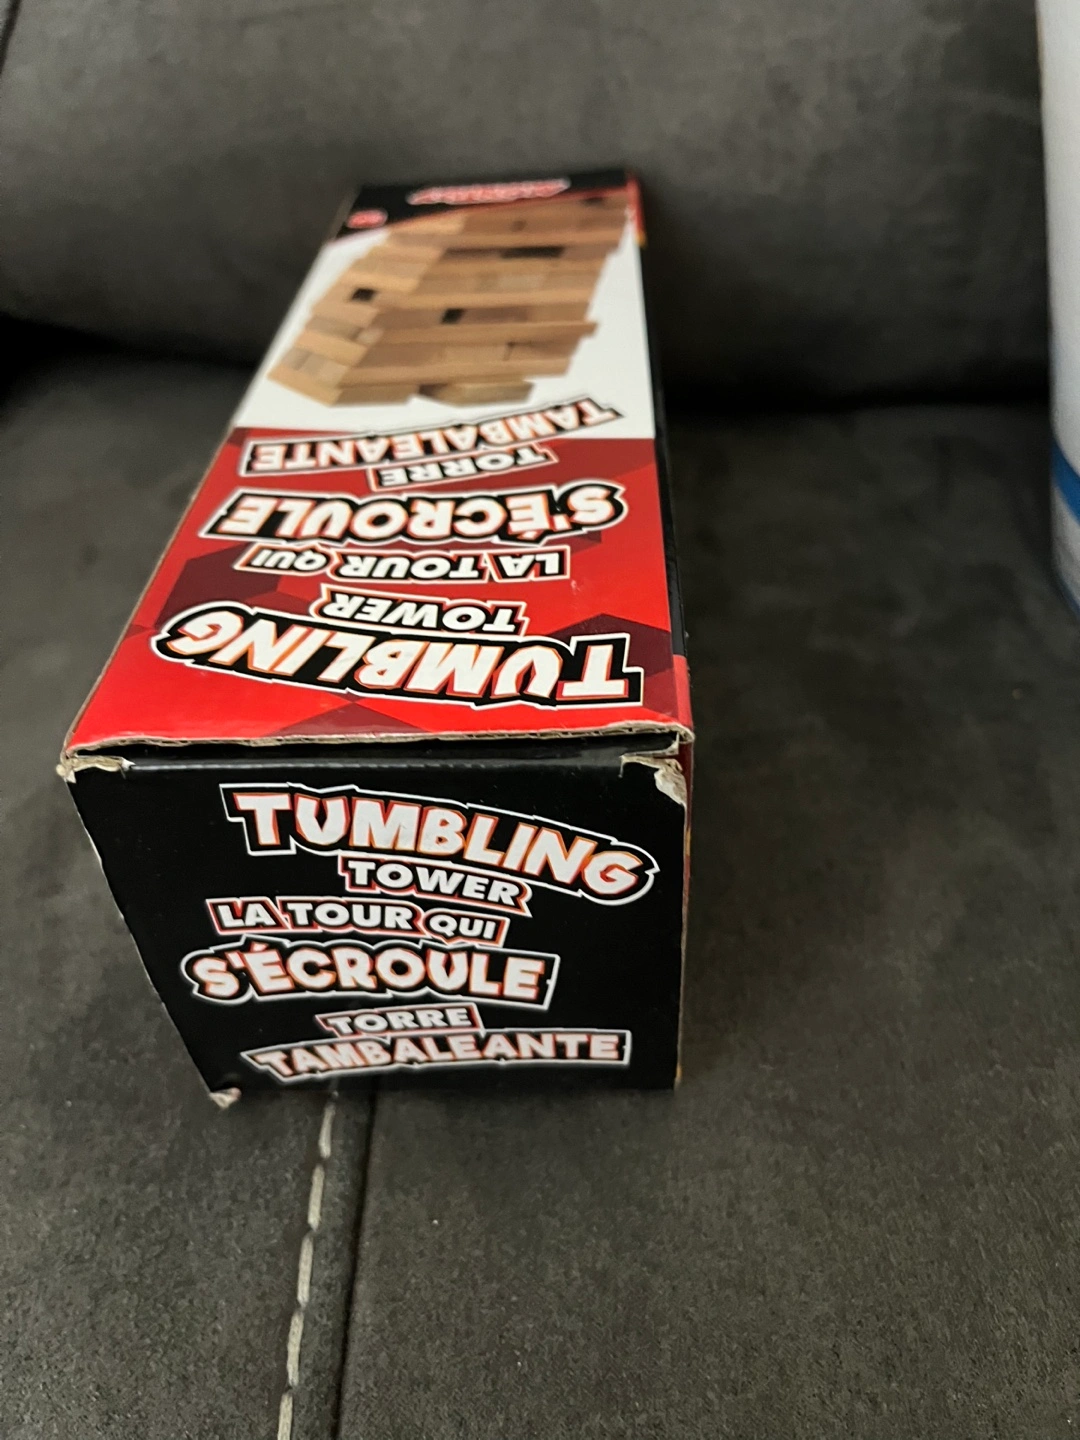 TAMBALEANTE
TORRE
S'ÉCROULE
LA TOUR QUI
TOWER
TUMBLING
TUMBLING
TOWER
LA TOUR QUI
S'ÉCROULE
TORRE
TAMBALEANTE